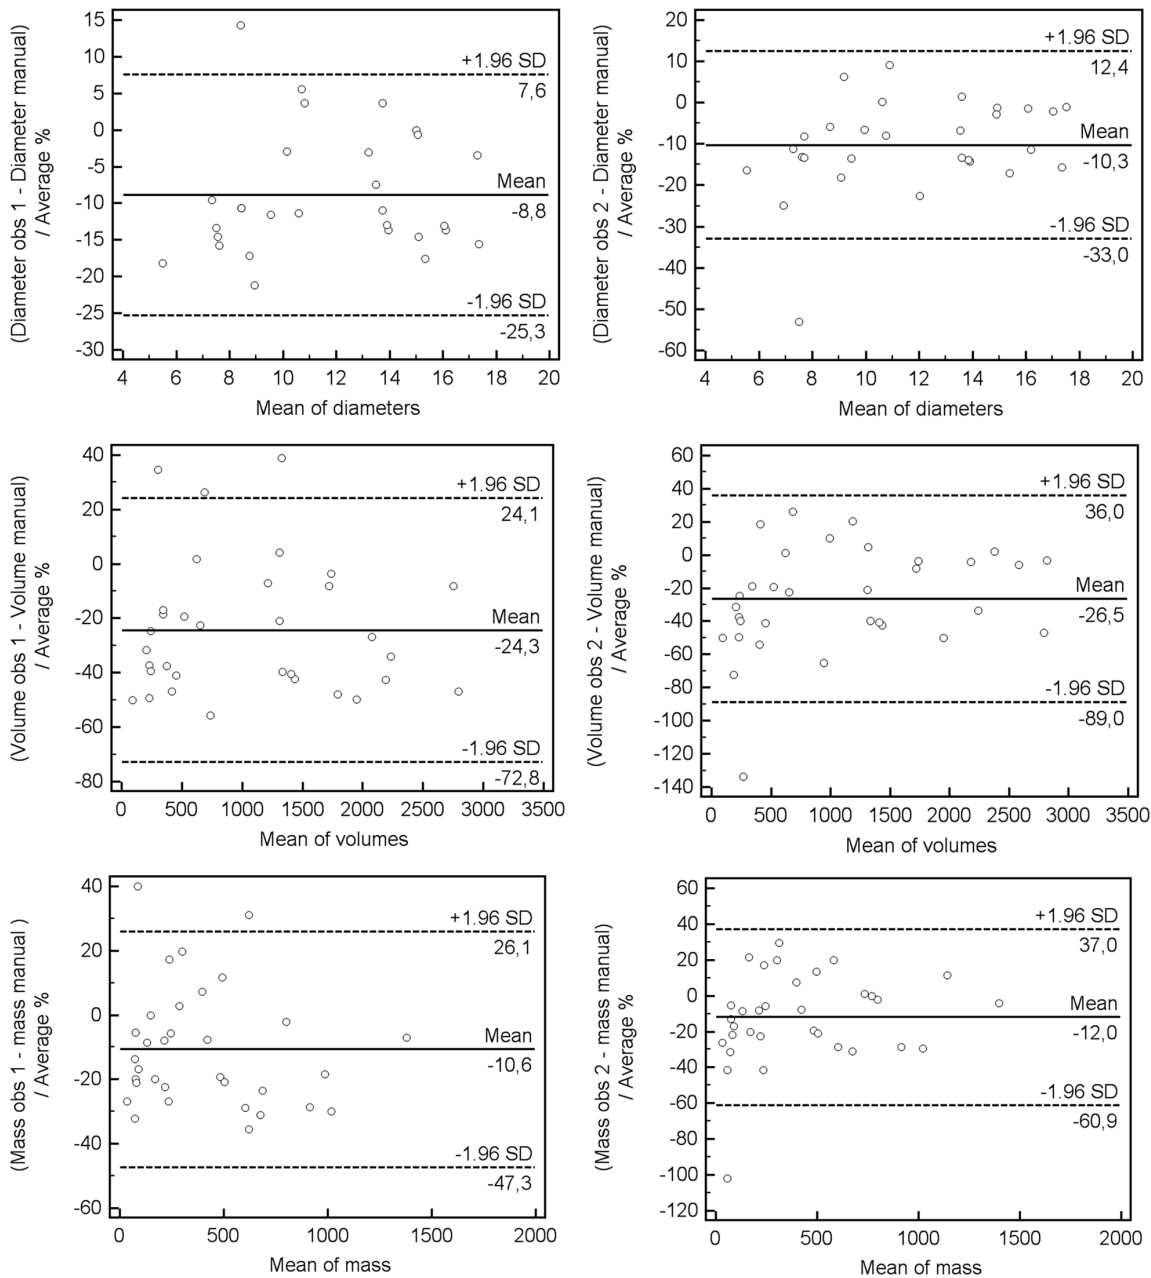 (Diameter obs 1 - Diameter manual)
/ Average %
15
10
5
0
-5
-10
-15
-20
-25
-30
+1.96 SD
7,6
Mean
-8,8
-1.96 SD
-25,3
4 6 8 10 12 14 16 18 20
Mean of diameters
(Diameter obs 2 - Diameter manual)
/ Average %
20
10
0
-10
-20
-30
-40
-50
-60
+1.96 SD
12,4
Mean
-10,3
-1.96 SD
-33,0
4 6 8 10 12 14 16 18 20
Mean of diameters
(Volume obs 1 - Volume manual)
/ Average %
40
20
0
-20
-40
-60
-80
+1.96 SD
24,1
Mean
-24,3
-1.96 SD
-72,8
0 500 1000 1500 2000 2500 3000 3500
Mean of volumes
(Volume obs 2 - Volume manual)
/ Average %
60
40
20
0
-20
-40
-60
-80
-100
-120
-140
+1.96 SD
36,0
Mean
-26,5
-1.96 SD
-89,0
0 500 1000 1500 2000 2500 3000 3500
Mean of volumes
(Mass obs 1 - mass manual )
/ Average %
40
20
0
-20
-40
-60
+1.96 SD
26,1
Mean
-10,6
-1.96 SD
-47,3
0 500 1000 1500 2000
Mean of mass
(Mass obs 2 - mass manual)
/ Average %
60
40
20
0
-20
-40
-60
-80
-100
-120
+1.96 SD
37,0
Mean
-12,0
-1.96 SD
-60,9
0 500 1000 1500 2000
Mean of mass